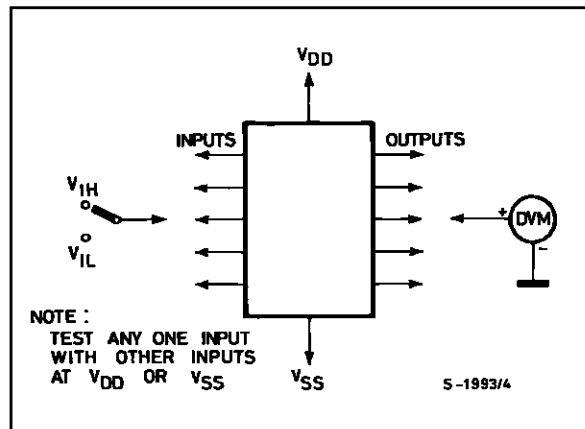 VDD
INPUTS
OUTPUTS
VIH
VIL
+
DVM
-
NOTE :
TEST ANY ONE INPUT
WITH OTHER INPUTS
AT VDD OR VSS
VSS
S-1993/4